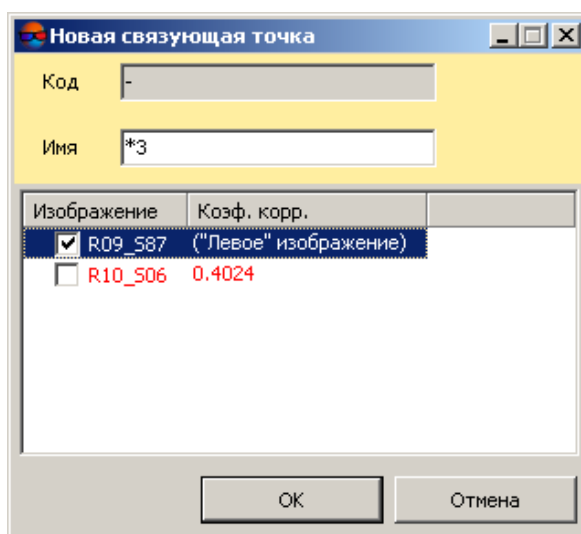 Новая связующая точка
Код -
Имя *3
Изображение Коэф. корр.
R09_S87 ("Левое" изображение)
R10_S06 0.4024
OK Отмена